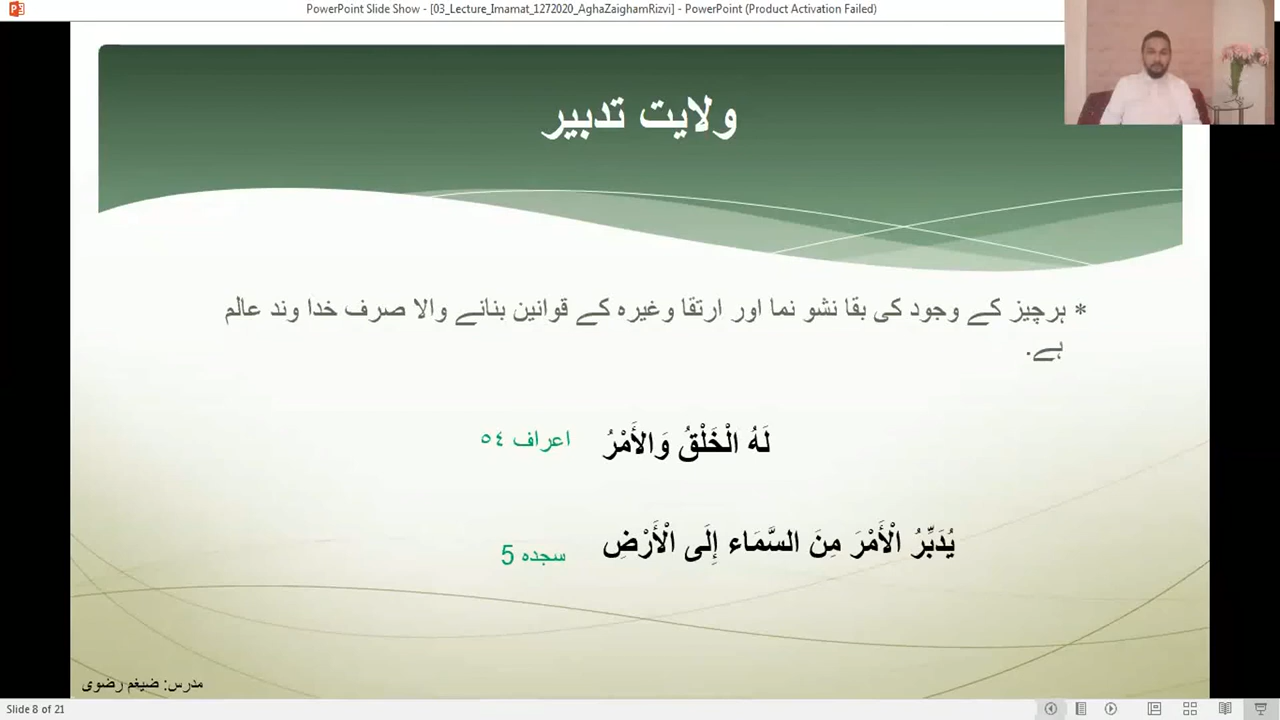 PowerPoint Slide Show - [03_Lecture_Imamat_1272020_AghaZaighamRizvi] - PowerPoint (Product Activation Failed)
ولایت تدبیر
* ہرچیز کے وجود کی بقا نشو نما اور ارتقا وغیرہ کے قوانین بنانے والا صرف خدا وند عالم
ہے.
لَهُ الْخَلْقُ وَالأَمْرُ اعراف ٥٤
يُدَبِّرُ الْأَمْرَ مِنَ السَّمَاء إِلَى الْأَرْضِ سجدہ 5
مدرس: ضیغم رضوی
Slide 8 of 21